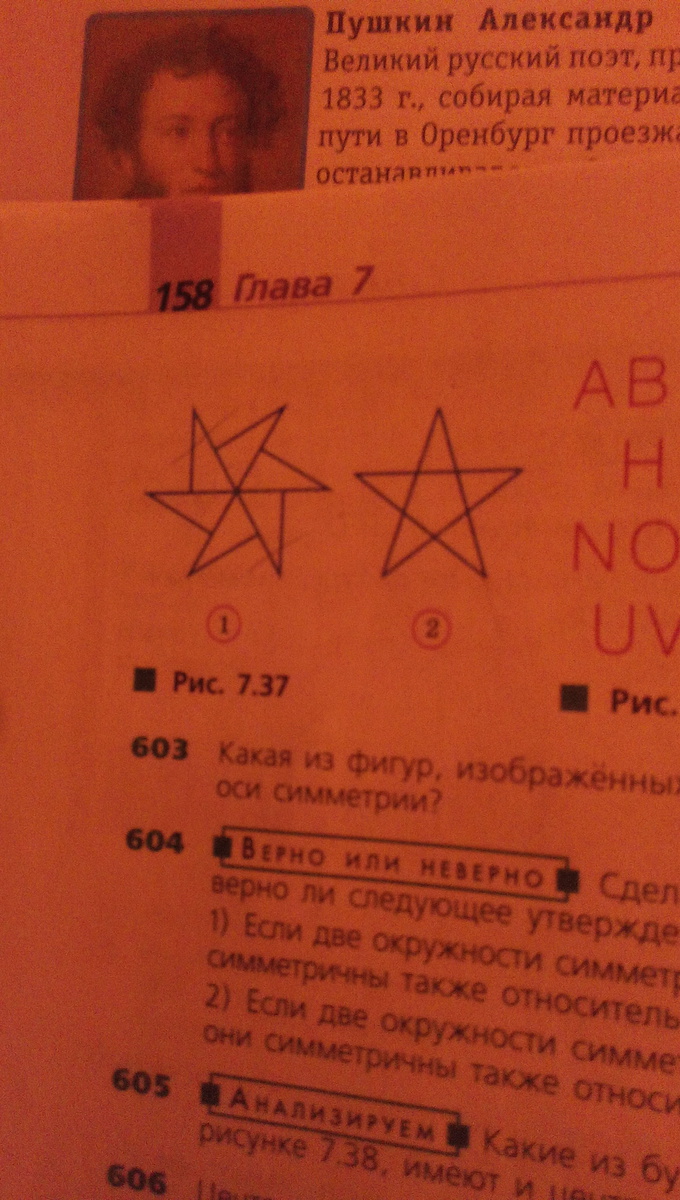 Пушкин Александр
Великий русский поэт, пр
1833 г., собирая материа
пути в Оренбург проезжа
158 Глава 7
AB
H
NO
UV
1
2
Рис. 7.37
Рис.
603 Какая из фигур, изображённых
оси симметрии?
604 ВЕРНО ИЛИ НЕВЕРНО Сдел
верно ли следующее утвержде
1) Если две окружности симметр
симметричны также относитель
2) Если две окружности симме
они симметричны также относи
605 АНАЛИЗИРУЕМ Какие из бу
рисунке 7.38, имеют и це
606